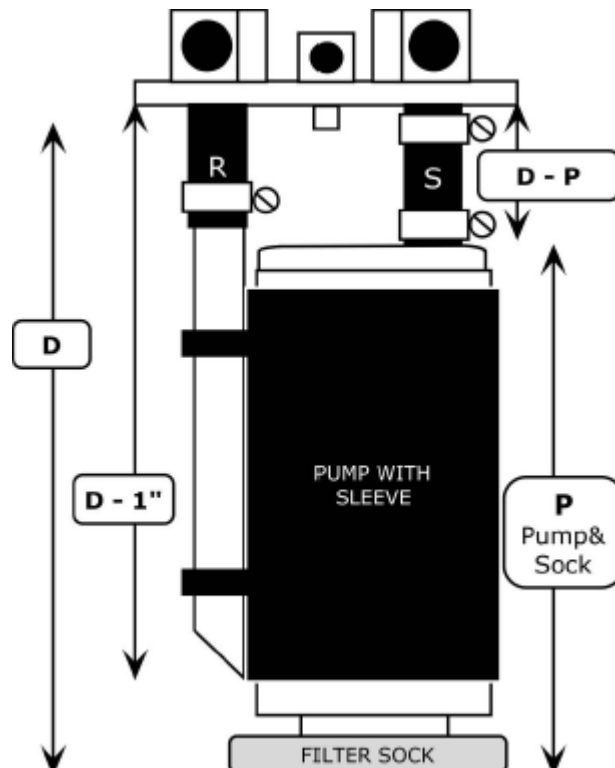 R
S
D - P
D
PUMP WITH
SLEEVE
D - 1"
P
Pump&
Sock
FILTER SOCK